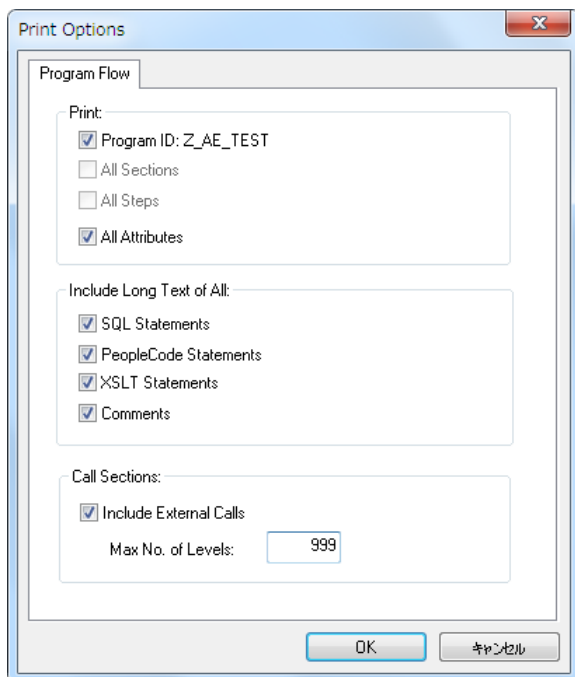 Print Options
Program Flow
Print:
Program ID: Z_AE_TEST
All Sections
All Steps
All Attributes
Include Long Text of All:
SQL Statements
PeopleCode Statements
XSLT Statements
Comments
Call Sections:
Include External Calls
Max No. of Levels: 999
OK キャンセル